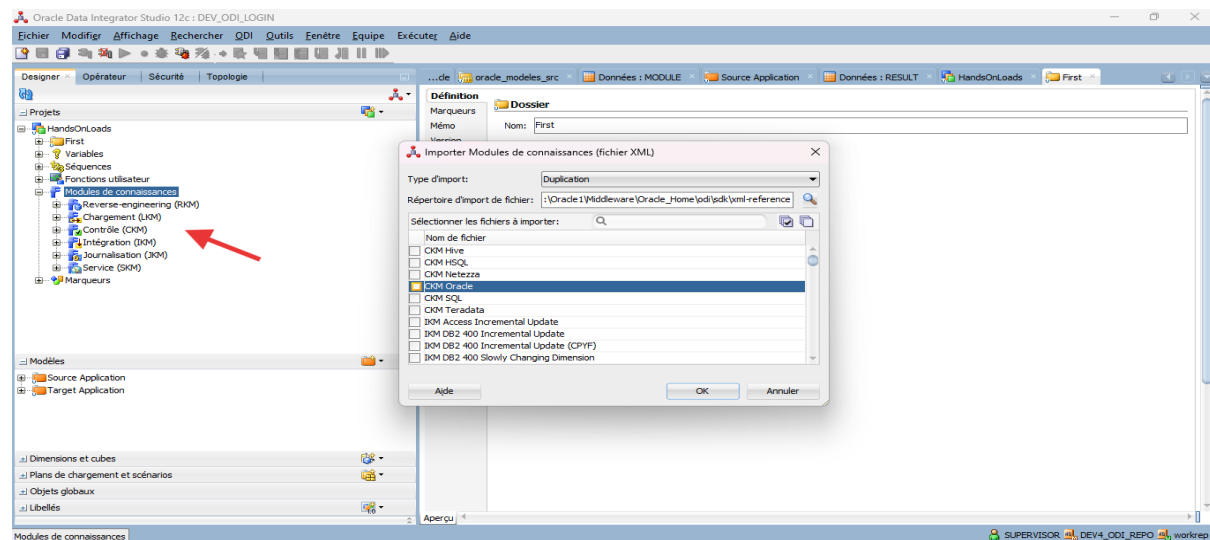 Oracle Data Integrator Studio 12c : DEV_ODI_LOGIN
Eichier Modifier Affichage Rechercher ODI Outils Fenêtre Equipe Exécuter Aide
Designer Opérateur Sécurité Topologie
...de oracle_modeles_src Données : MODULE Source Application Données : RESULT HandsOnLoads First
Projets
HandsOnLoads
First
Variables
Séquences
Fonctions utilisateur
Modules de connaissances
Reverse-engineering (RKM)
Chargement (LKM)
Contrôle (CKM)
Intégration (IKM)
Journalisation (JKM)
Service (SKM)
Marqueurs
Modèles
Source Application
Target Application
Dimensions et cubes
Plans de chargement et scénarios
Objets globaux
Libellés
Modules de connaissances
Définition
Marqueurs
Mémo
Version
Dossier
Nom: First
Importer Modules de connaissances (fichier XML)
Type d'import: Duplication
Répertoire d'import de fichier: :\Oracle1\Middleware\Oracle_Home\odi\sdk\xml-reference
Sélectionner les fichiers à importer:
Nom de fichier
CKM Hive
CKM HSQL
CKM Netezza
CKM Oracle
CKM SQL
CKM Teradata
IKM Access Incremental Update
IKM DB2 400 Incremental Update
IKM DB2 400 Incremental Update (CPYF)
IKM DB2 400 Slowly Changing Dimension
Aide OK Annuler
Aperçu
SUPERVISOR DEV4_ODI_REPO workrep